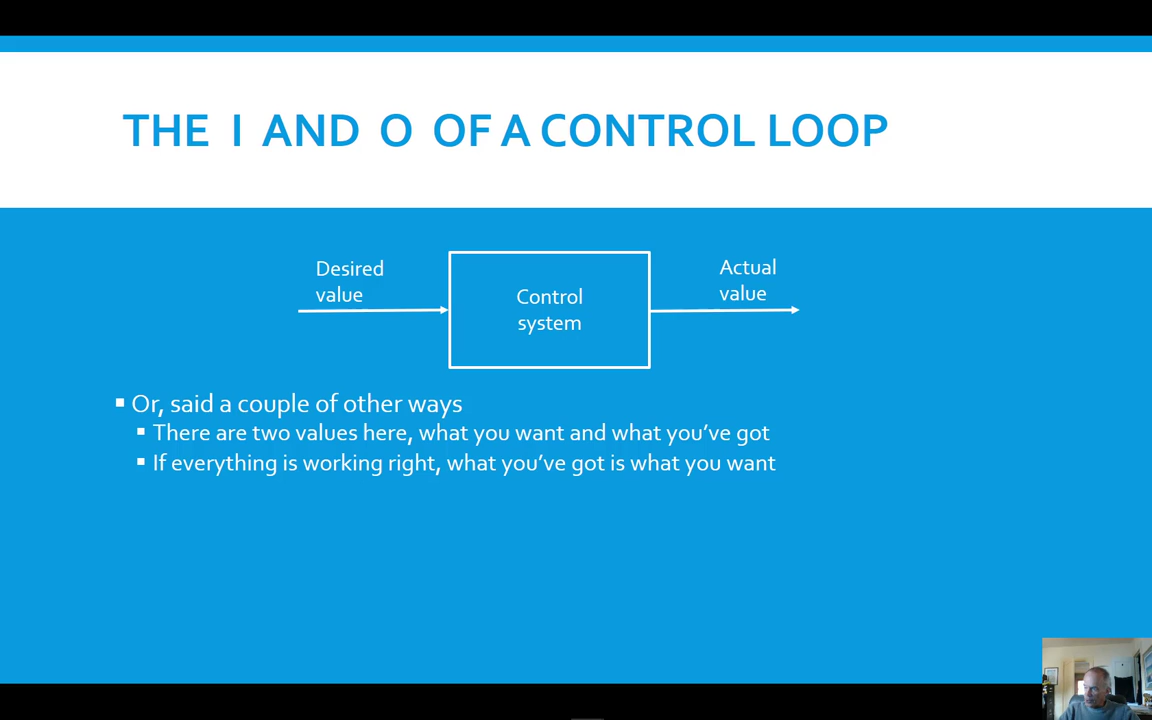 THE I AND O OF A CONTROL LOOP
Desired
value
Control
system
Actual
value
▪ Or, said a couple of other ways
▪ There are two values here, what you want and what you’ve got
▪ If everything is working right, what you’ve got is what you want